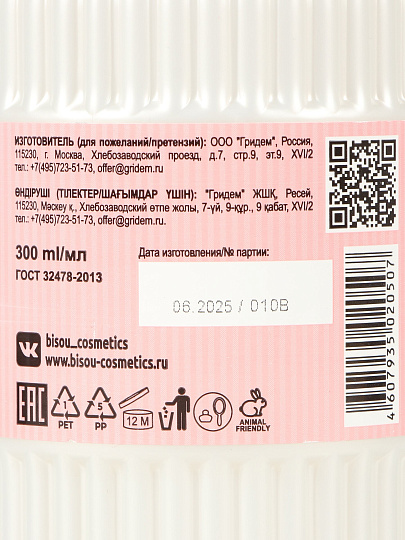 ИЗГОТОВИТЕЛЬ (для пожеланий/претензий): ООО "Гридем", Россия,
115230, г. Москва, Хлебозаводский проезд, д.7, стр.9, эт.9, XVI/2
тел.: +7(495)723-51-73, offer@gridem.ru
ӨНДІРУШІ (ТІЛЕКТЕР/ШАҒЫМДАР ҮШІН): "Гридем" ЖШҚ, Ресей,
115230, Мәскеу қ., Хлебозаводский өтпе жолы, 7-үй, 9-құр., 9 қабат, XVI/2
тел.: +7(495)723-51-73, offer@gridem.ru
300 ml/мл
ГОСТ 32478-2013
Дата изготовления/№ партии:
06.2025 / 010В
bisou_cosmetics
www.bisou-cosmetics.ru
EAC
1
PET
5
PP
12 M
ANIMAL
FRIENDLY
4607935020507